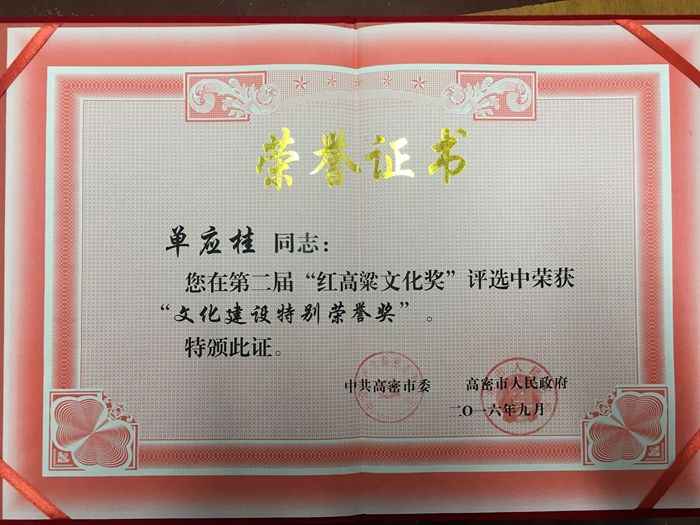 荣誉证书
单应桂 同志：
您在第二届“红高粱文化奖”评选中荣获
“文化建设特别荣誉奖”。
特颁此证。
中共高密市委 高密市人民政府
二〇一六年九月